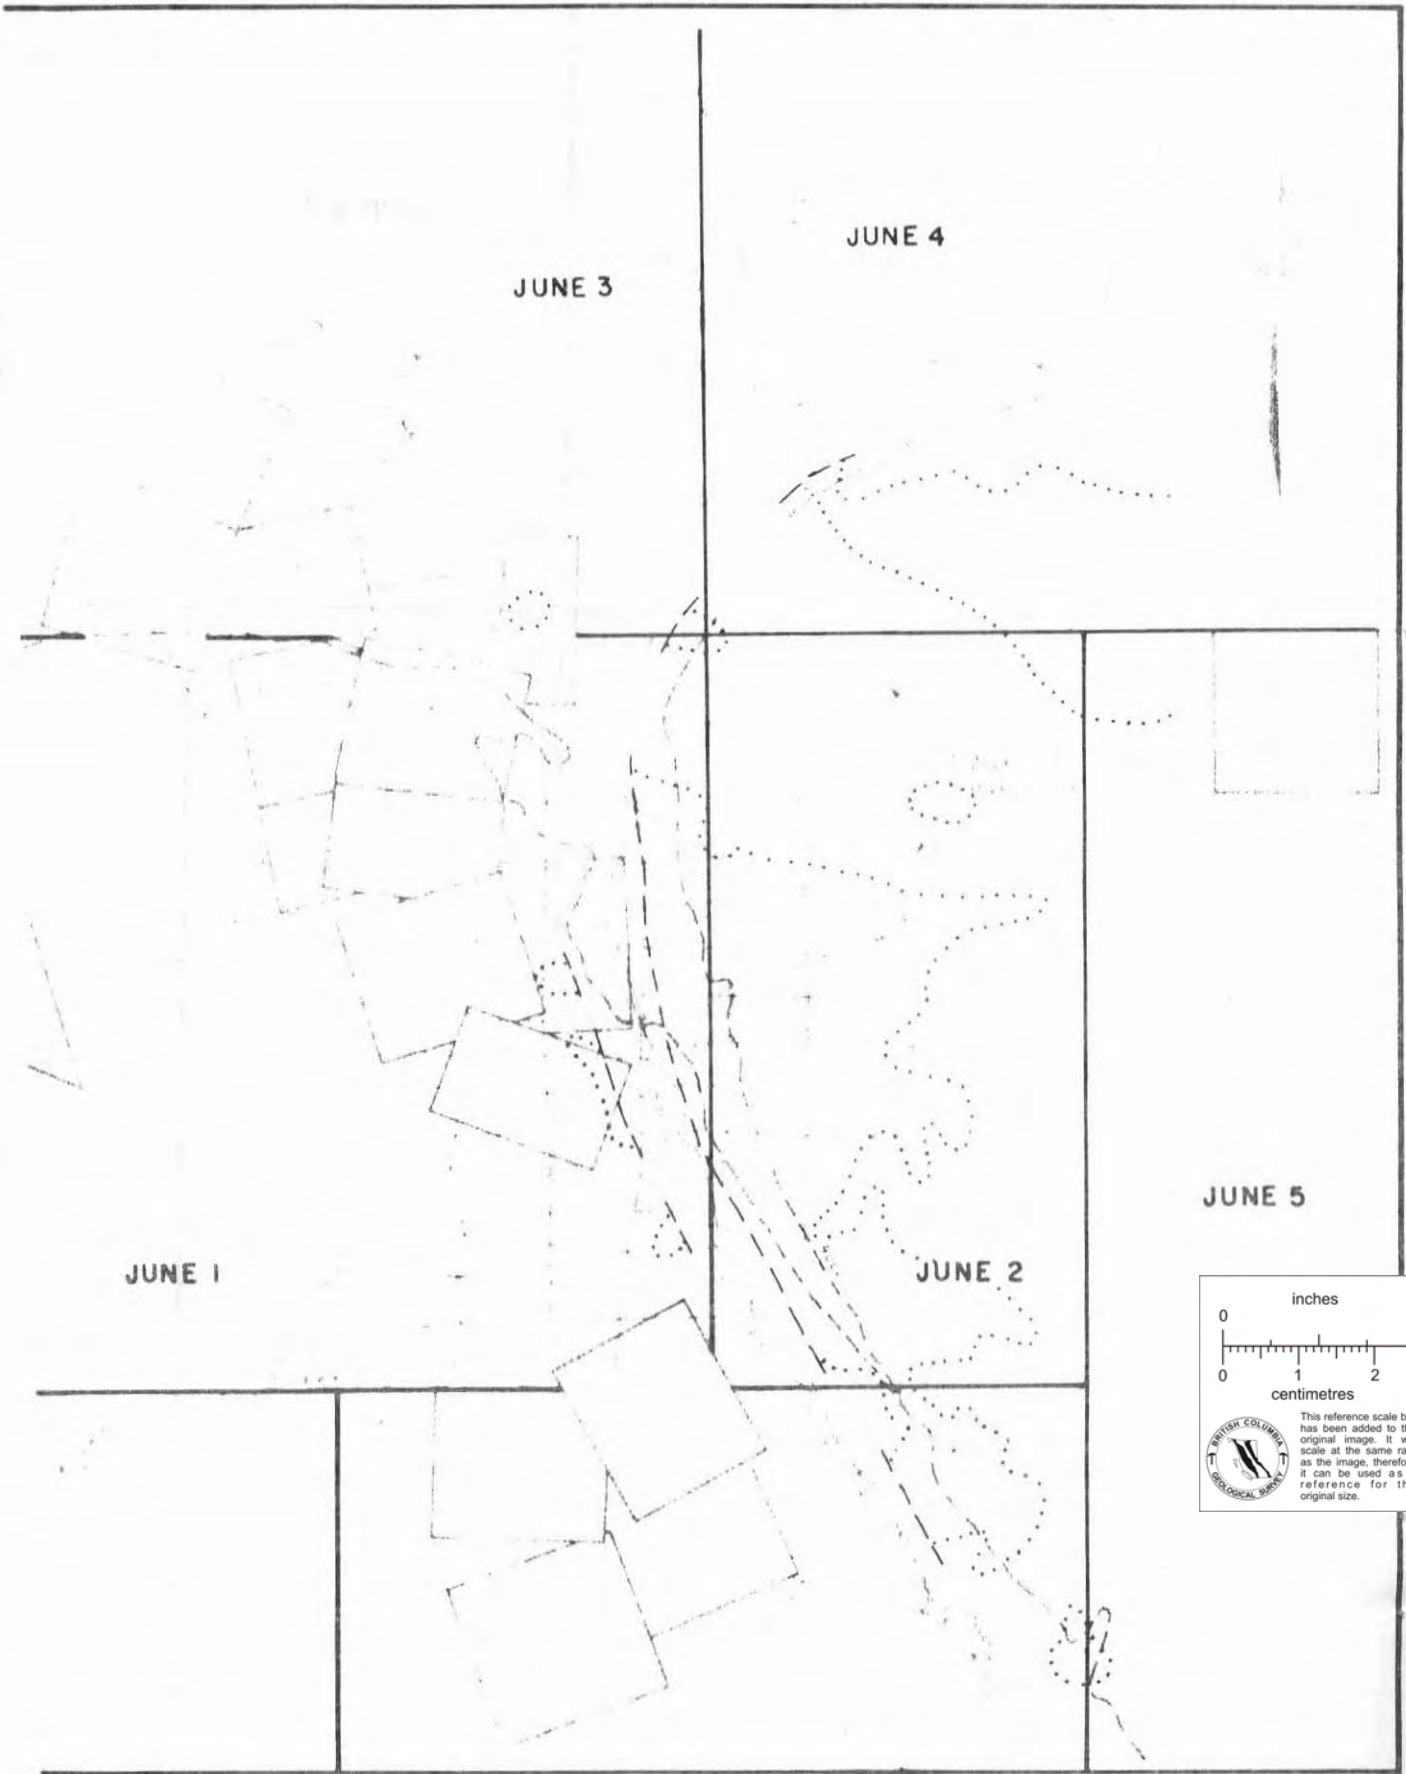 JUNE 4
JUNE 3
JUNE 5
JUNE 1
JUNE 2
inches
0
0 1 2
centimetres
This reference scale b
has been added to th
original image. It w
scale at the same ra
as the image, therefo
it can be used as
reference for th
original size.
BRITISH COLUMBIA
GEOLOGICAL SURVEY